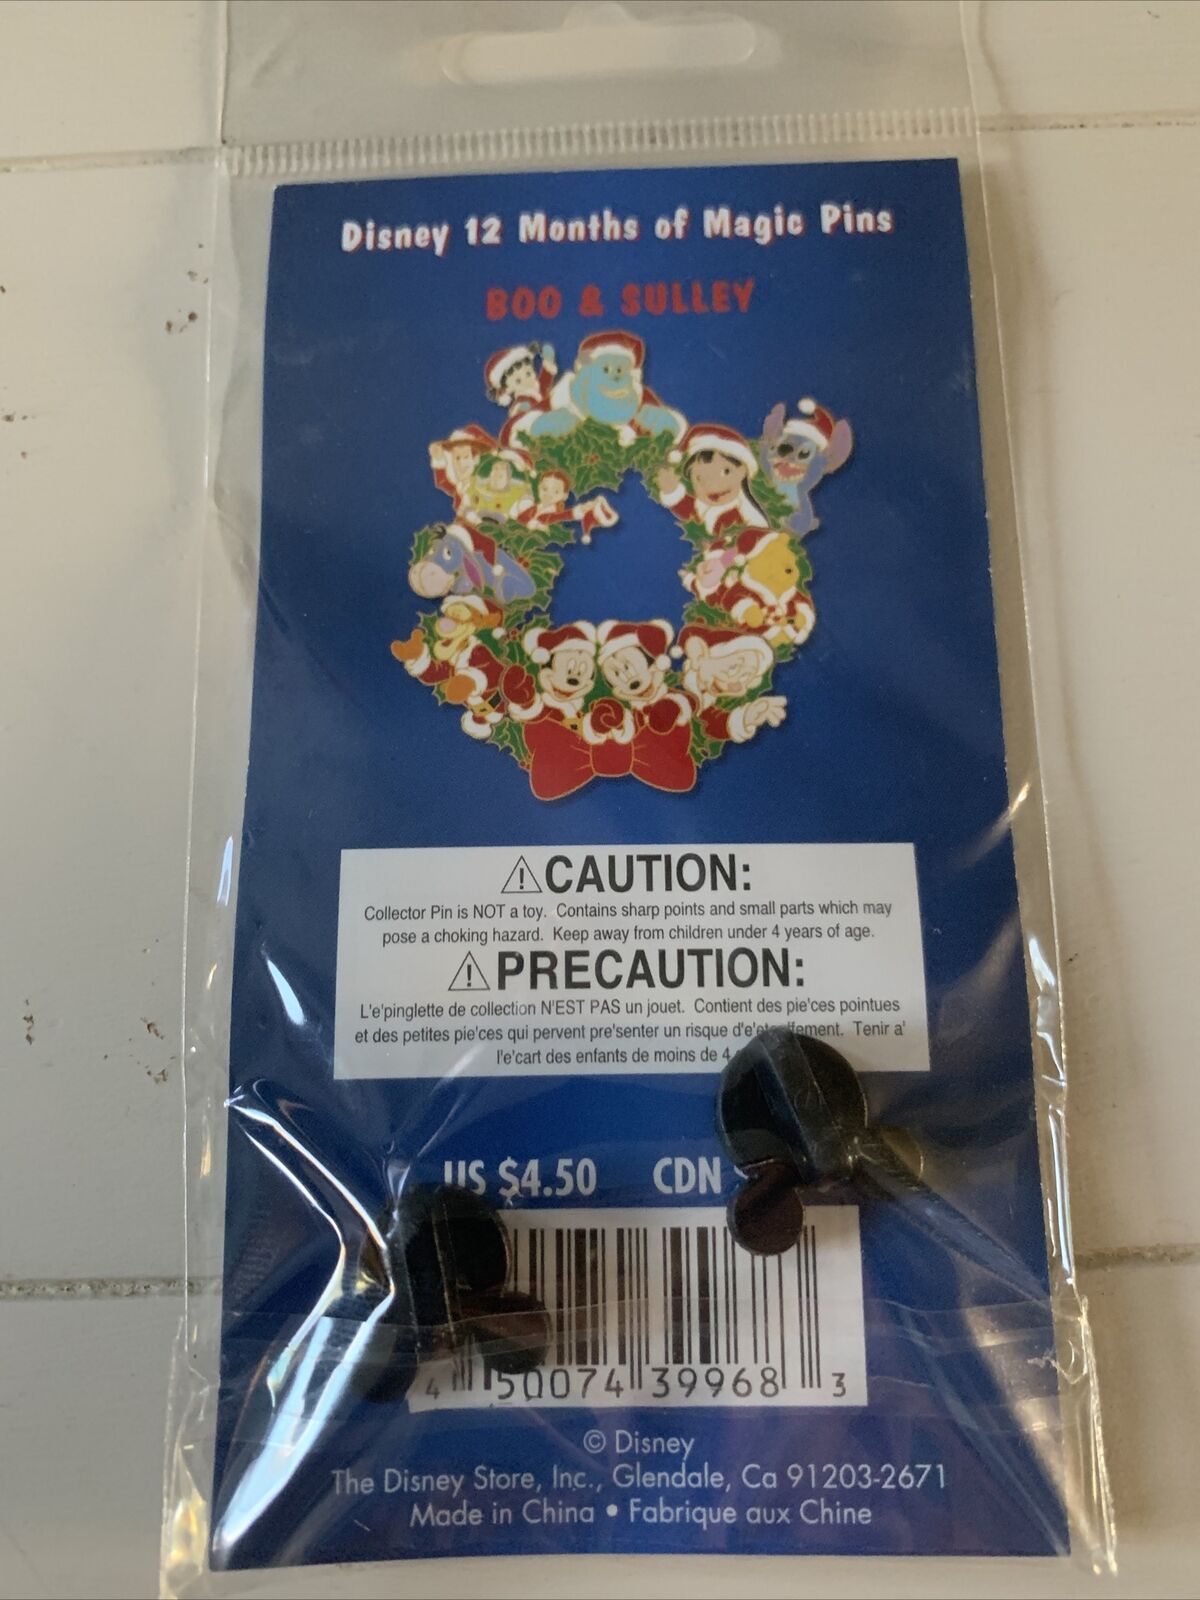 Disney 12 Months of Magic Pins
BOO & SULLEY
⚠CAUTION:
Collector Pin is NOT a toy. Contains sharp points and small parts which may
pose a choking hazard. Keep away from children under 4 years of age.
⚠PRECAUTION:
L'e'pinglette de collection N'EST PAS un jouet. Contient des pie'ces pointues
et des petites pie'ces qui pervent pre'senter un risque Tenir a'
l'e'cart des enfants de moins de 4
US $4.50 CDN
4 50074 39968 3
© Disney
The Disney Store, Inc., Glendale, Ca 91203-2671
Made in China • Fabrique aux Chine